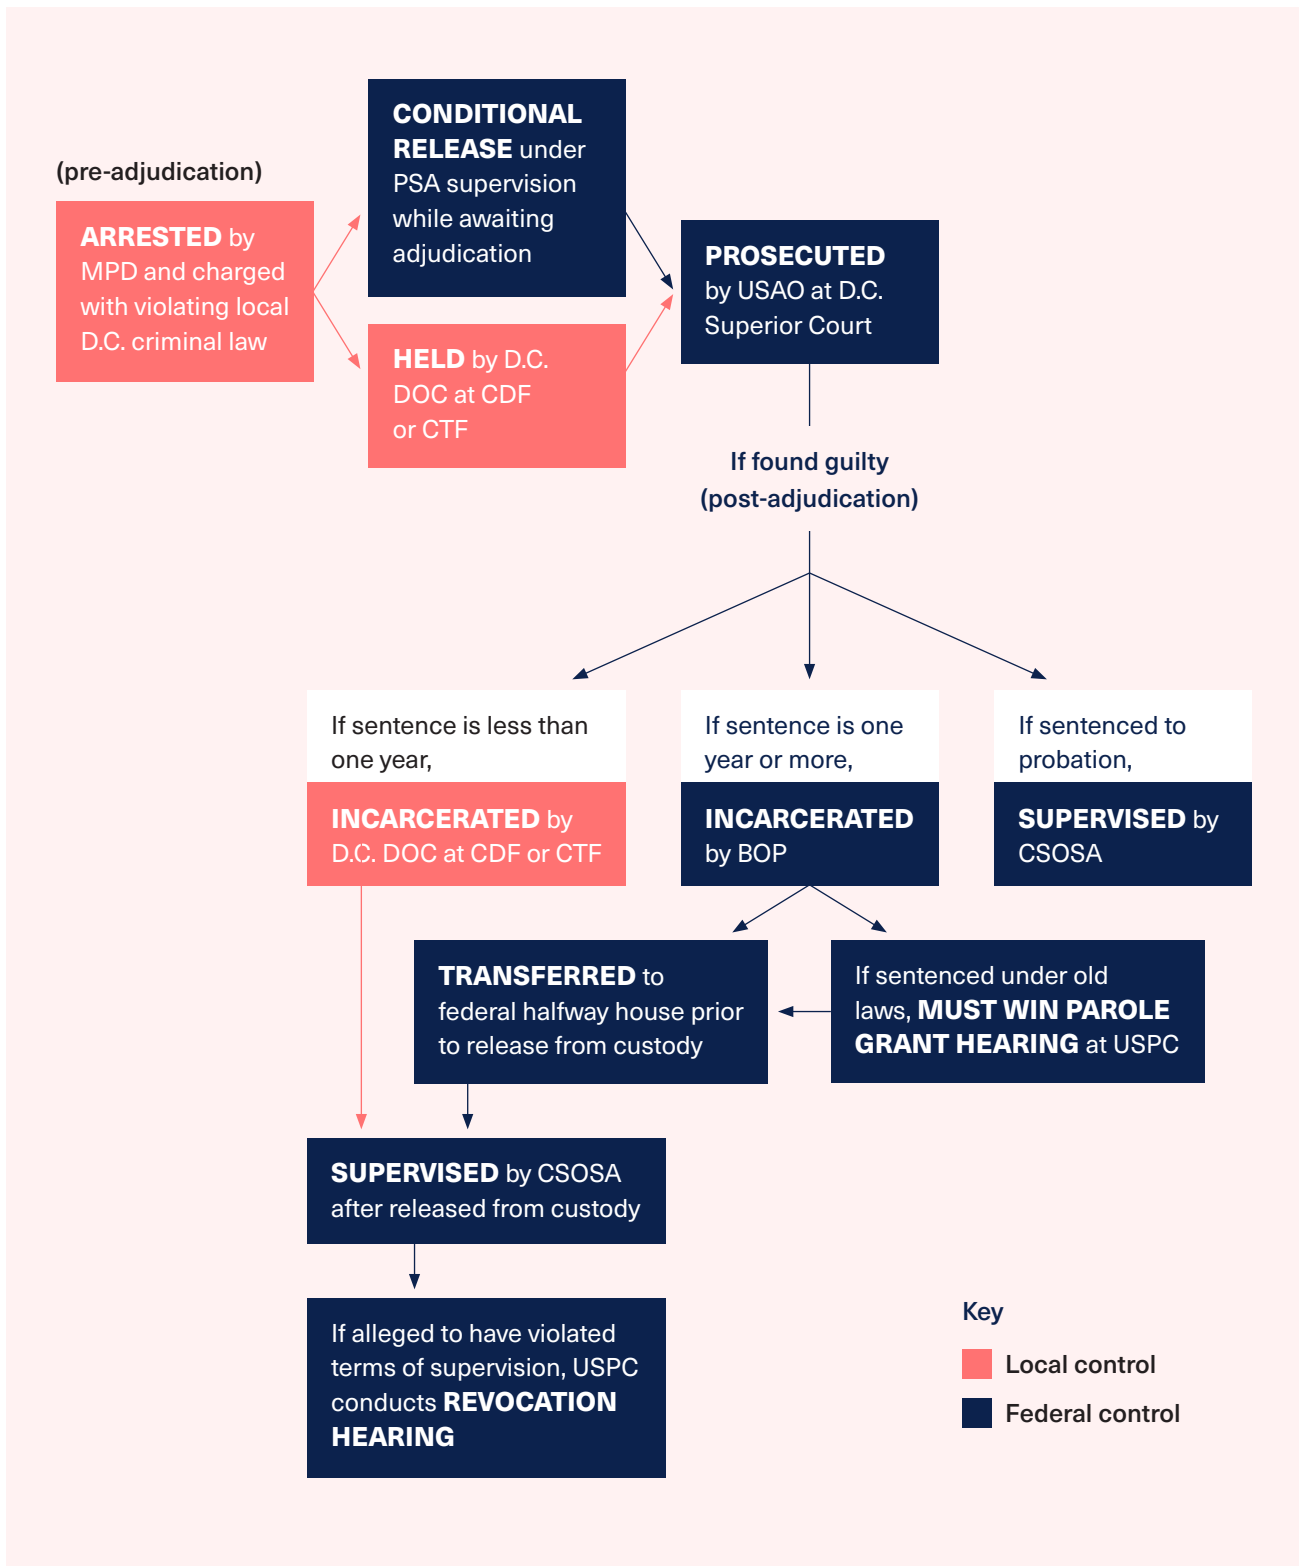 (pre-adjudication)
ARRESTED by
MPD and charged
with violating local
D.C. criminal law
CONDITIONAL
RELEASE under
PSA supervision
while awaiting
adjudication
HELD by D.C.
DOC at CDF
or CTF
PROSECUTED
by USAO at D.C.
Superior Court
If found guilty
(post-adjudication)
If sentence is less than
one year,
INCARCERATED by
D.C. DOC at CDF or CTF
If sentence is one
year or more,
INCARCERATED
by BOP
If sentenced to
probation,
SUPERVISED by
CSOSA
TRANSFERRED to
federal halfway house prior
to release from custody
If sentenced under old
laws, MUST WIN PAROLE
GRANT HEARING at USPC
SUPERVISED by CSOSA
after released from custody
If alleged to have violated
terms of supervision, USPC
conducts REVOCATION
HEARING
Key
Local control
Federal control